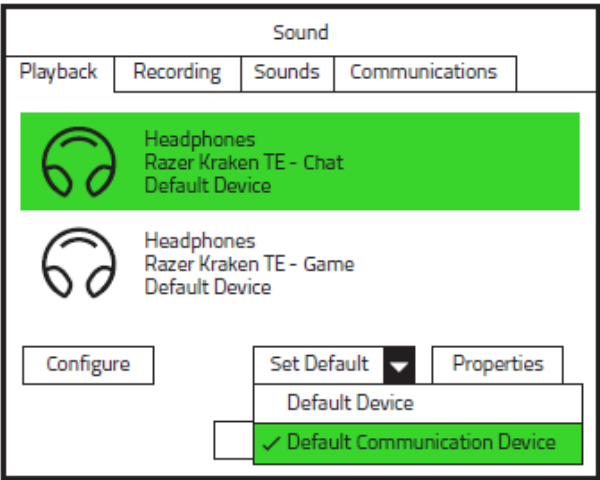 Sound
Playback Recording Sounds Communications
Headphones
Razer Kraken TE - Chat
Default Device
Headphones
Razer Kraken TE - Game
Default Device
Configure Set Default Properties
Default Device
Default Communication Device